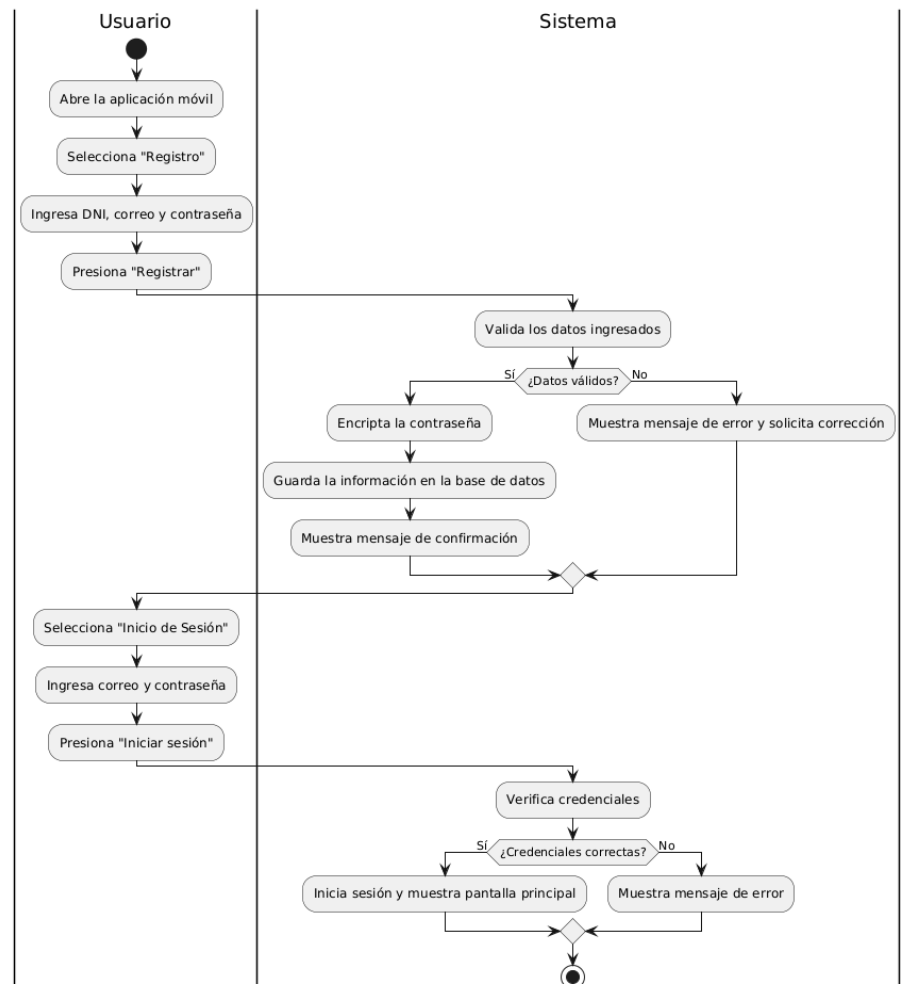 Usuario
Sistema
Abre la aplicación móvil
Selecciona "Registro"
Ingresa DNI, correo y contraseña
Presiona "Registrar"
Valida los datos ingresados
Sí
¿Datos válidos?
No
Encripta la contraseña
Muestra mensaje de error y solicita corrección
Guarda la información en la base de datos
Muestra mensaje de confirmación
Selecciona "Inicio de Sesión"
Ingresa correo y contraseña
Presiona "Iniciar sesión"
Verifica credenciales
Sí
¿Credenciales correctas?
No
Inicia sesión y muestra pantalla principal
Muestra mensaje de error